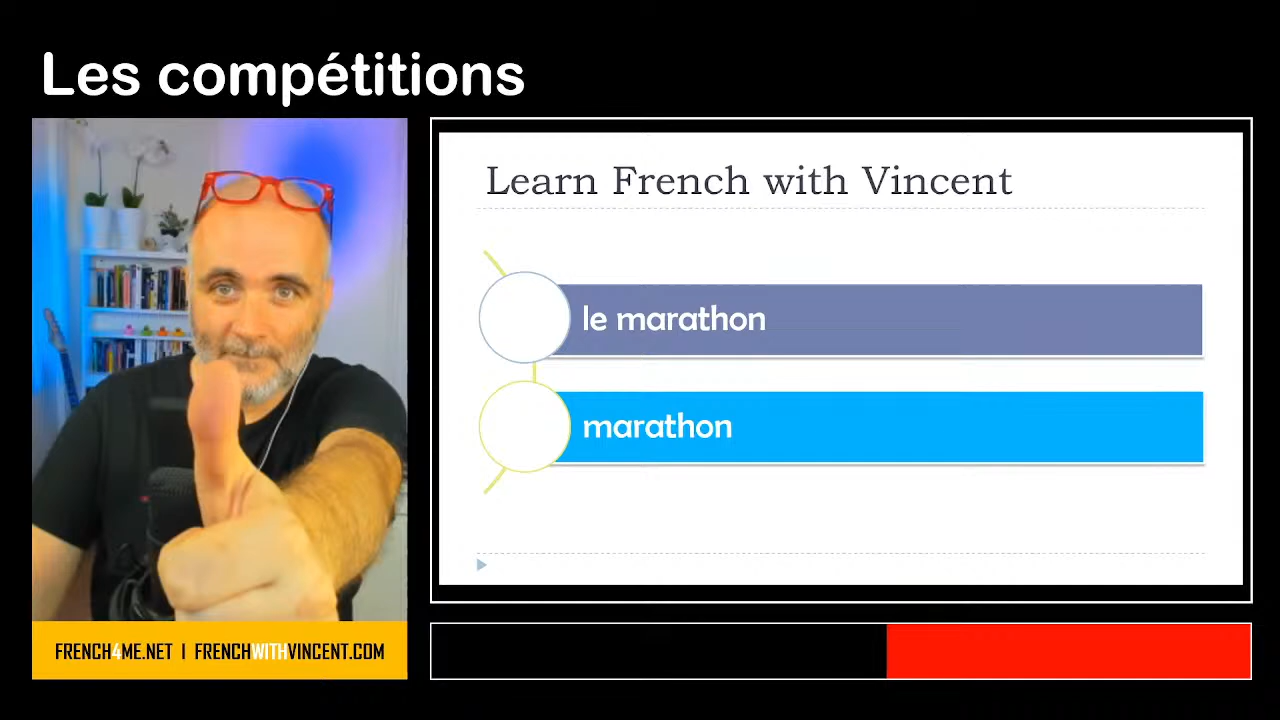 Les compétitions
Learn French with Vincent
le marathon
marathon
FRENCH4ME.NET | FRENCHWITHVINCENT.COM